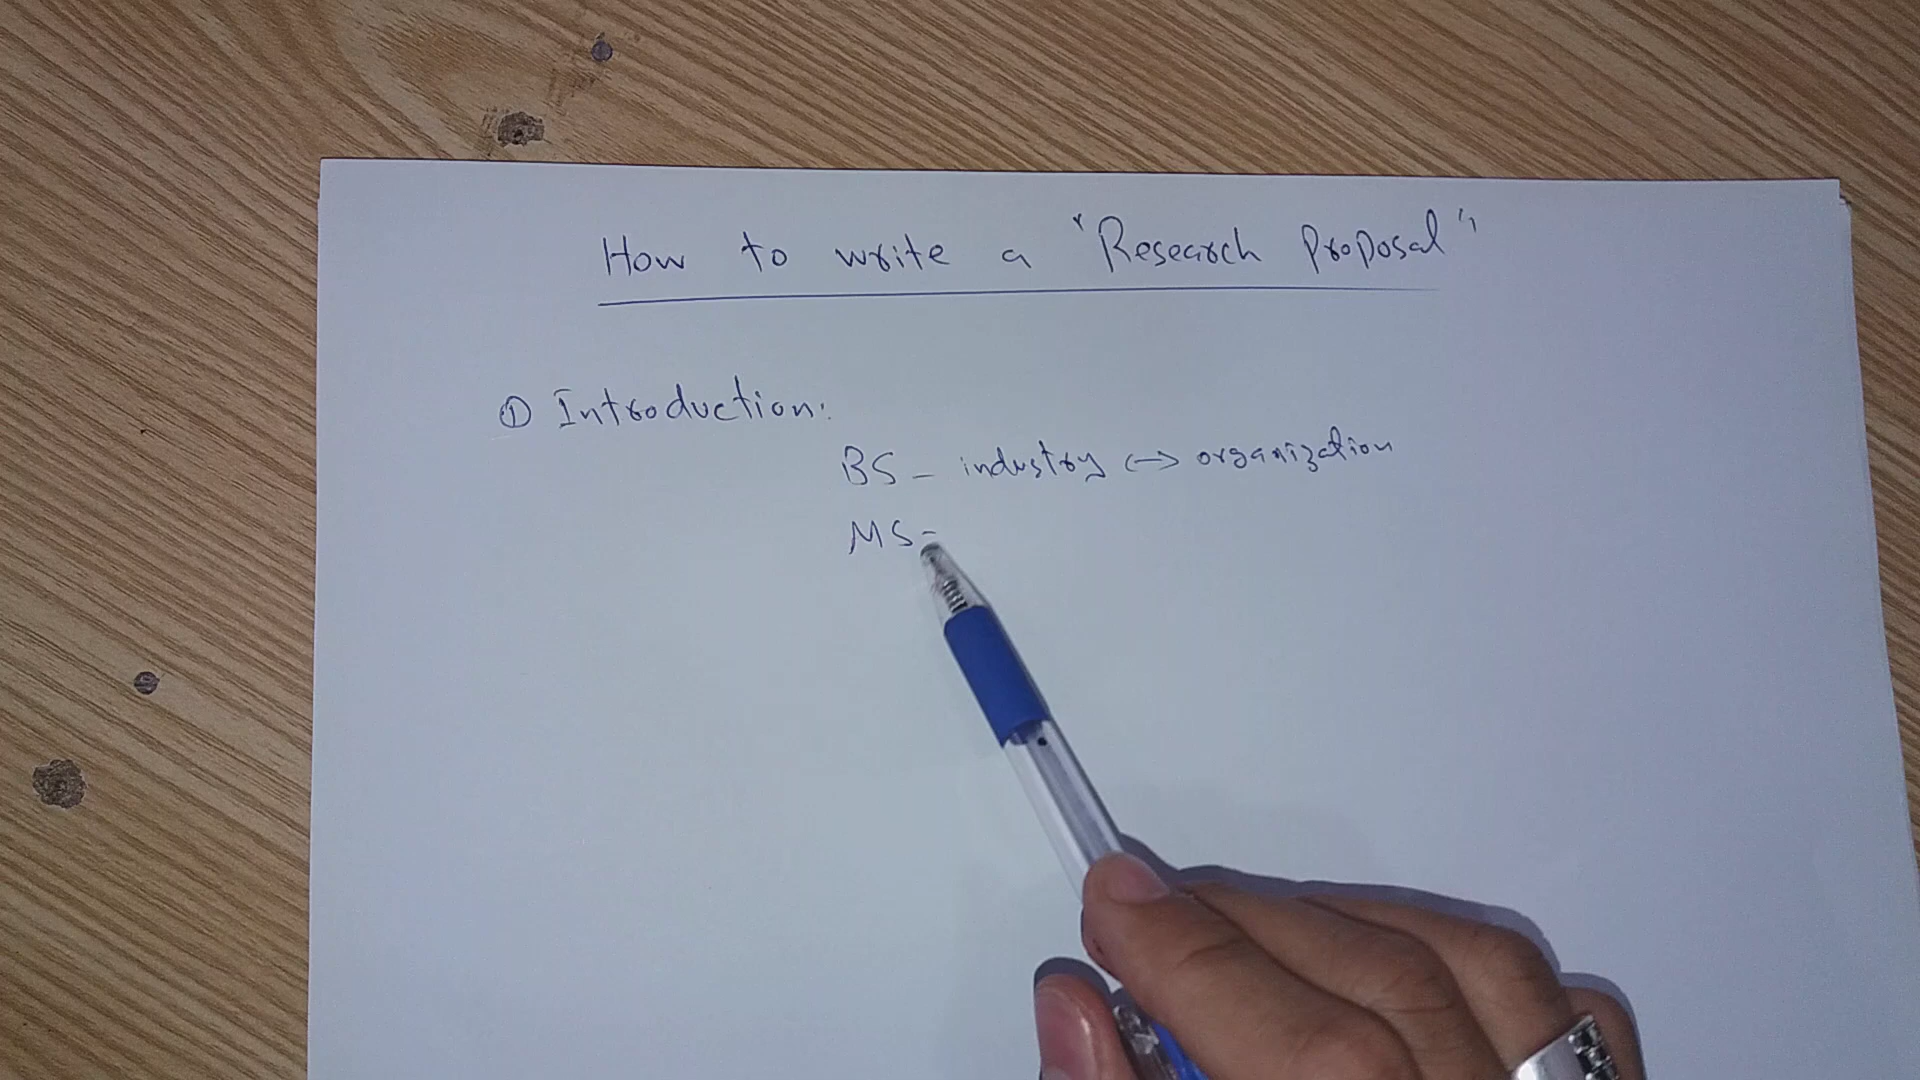 How to write a "Research Proposal"
① Introduction:
BS - industry ↔ organization
MS -